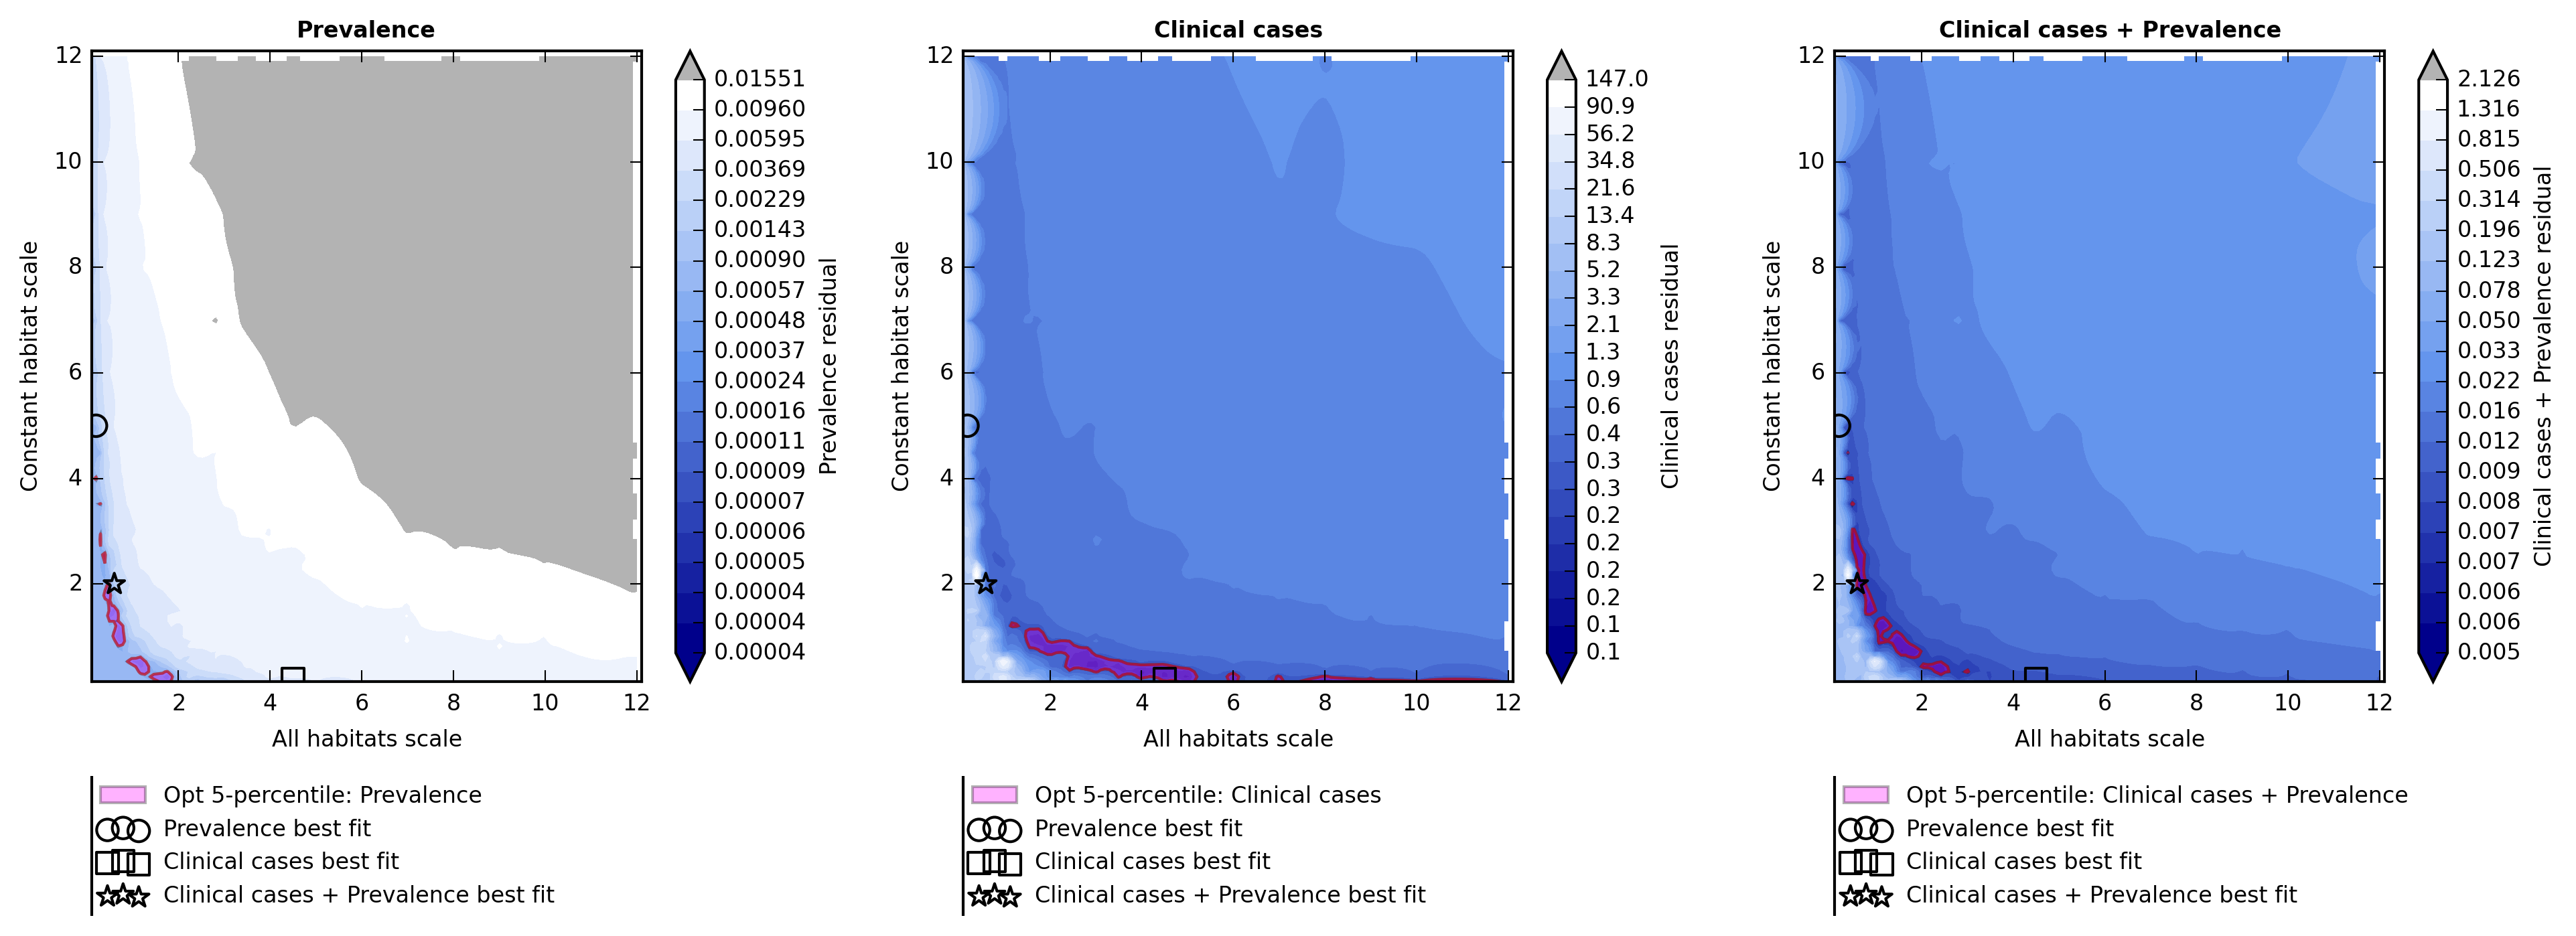 Prevalence
Constant habitat scale
12
10
8
6
4
2
2 4 6 8 10 12
All habitats scale
0.01551
0.00960
0.00595
0.00369
0.00229
0.00143
0.00090
0.00057
0.00048
0.00037
0.00024
0.00016
0.00011
0.00009
0.00007
0.00006
0.00005
0.00004
0.00004
0.00004
Prevalence residual
Opt 5-percentile: Prevalence
Prevalence best fit
Clinical cases best fit
Clinical cases + Prevalence best fit
Clinical cases
Constant habitat scale
12
10
8
6
4
2
2 4 6 8 10 12
All habitats scale
147.0
90.9
56.2
34.8
21.6
13.4
8.3
5.2
3.3
2.1
1.3
0.9
0.6
0.4
0.3
0.3
0.2
0.2
0.2
0.2
0.1
0.1
Clinical cases residual
Opt 5-percentile: Clinical cases
Prevalence best fit
Clinical cases best fit
Clinical cases + Prevalence best fit
Clinical cases + Prevalence
Constant habitat scale
12
10
8
6
4
2
2 4 6 8 10 12
All habitats scale
2.126
1.316
0.815
0.506
0.314
0.196
0.123
0.078
0.050
0.033
0.022
0.016
0.012
0.009
0.008
0.007
0.007
0.006
0.006
0.005
Clinical cases + Prevalence residual
Opt 5-percentile: Clinical cases + Prevalence
Prevalence best fit
Clinical cases best fit
Clinical cases + Prevalence best fit